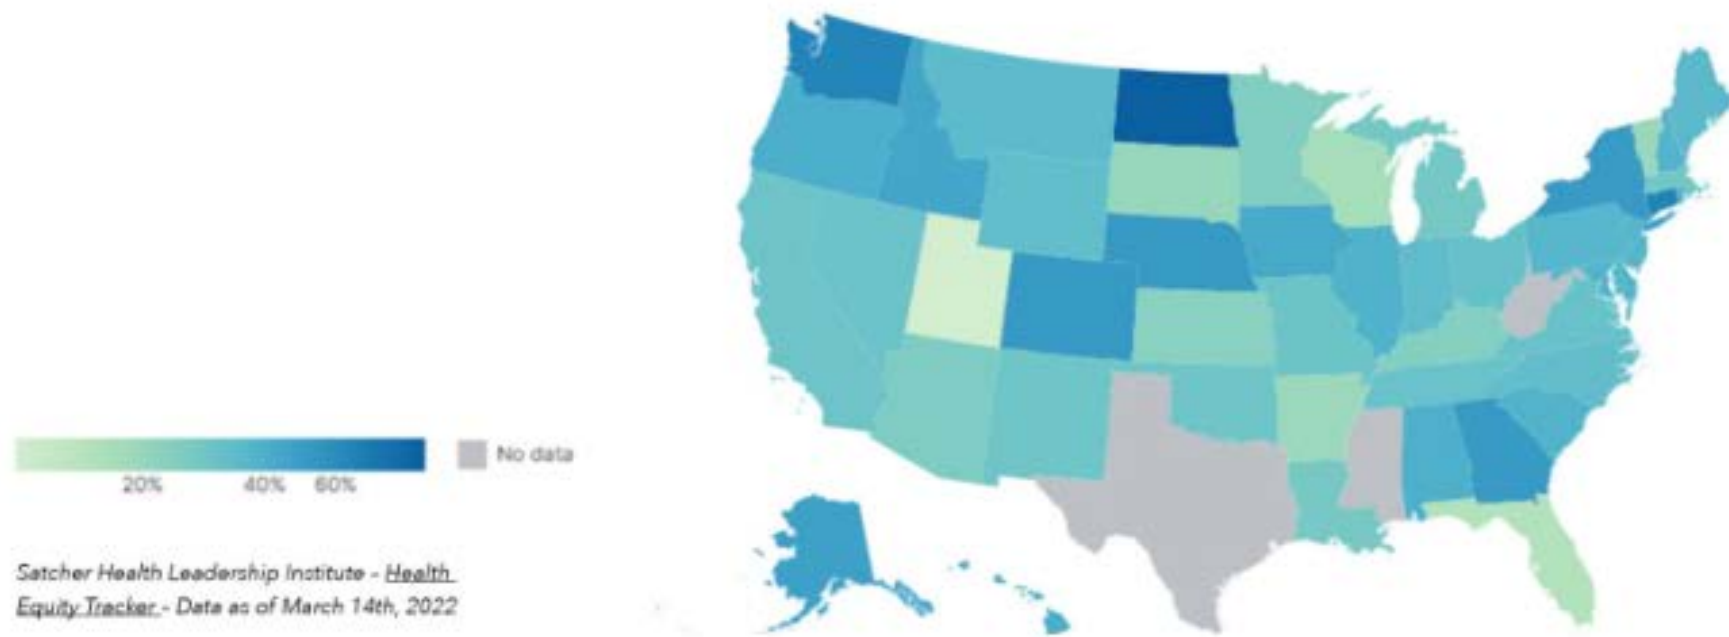 20% 40% 60%
No data
Satcher Health Leadership Institute - Health
Equity Tracker - Data as of March 14th, 2022